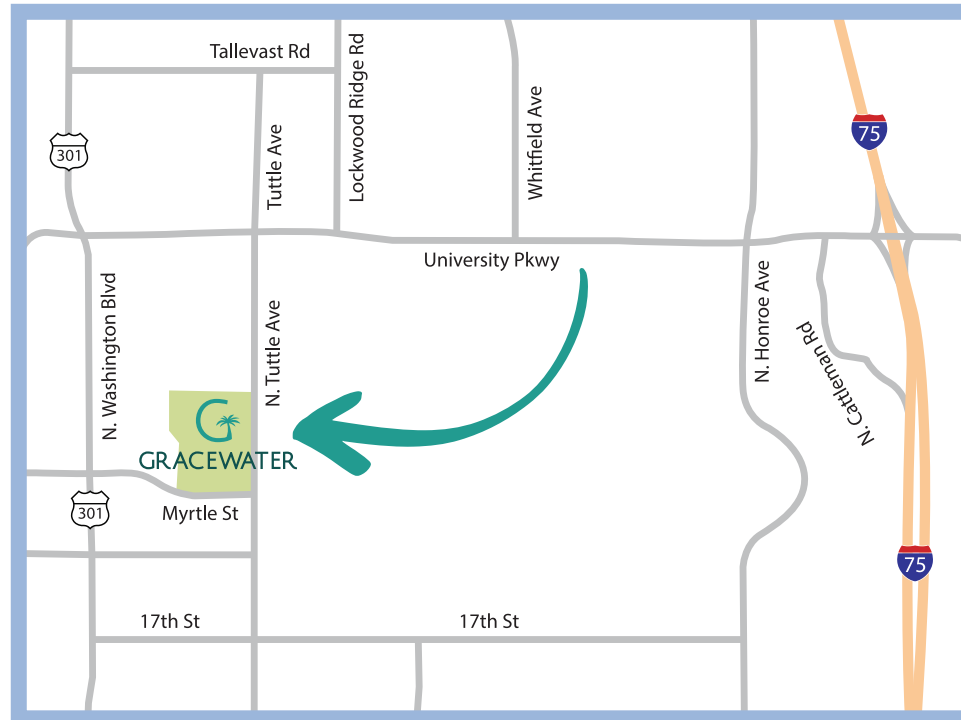 Tallevast Rd
Lockwood Ridge Rd
Whitfield Ave
75
301
Tuttle Ave
University Pkwy
N. Washington Blvd
N. Tuttle Ave
N. Honroe Ave
N. Cattleman Rd
G
GRACEWATER
301
Myrtle St
75
17th St
17th St